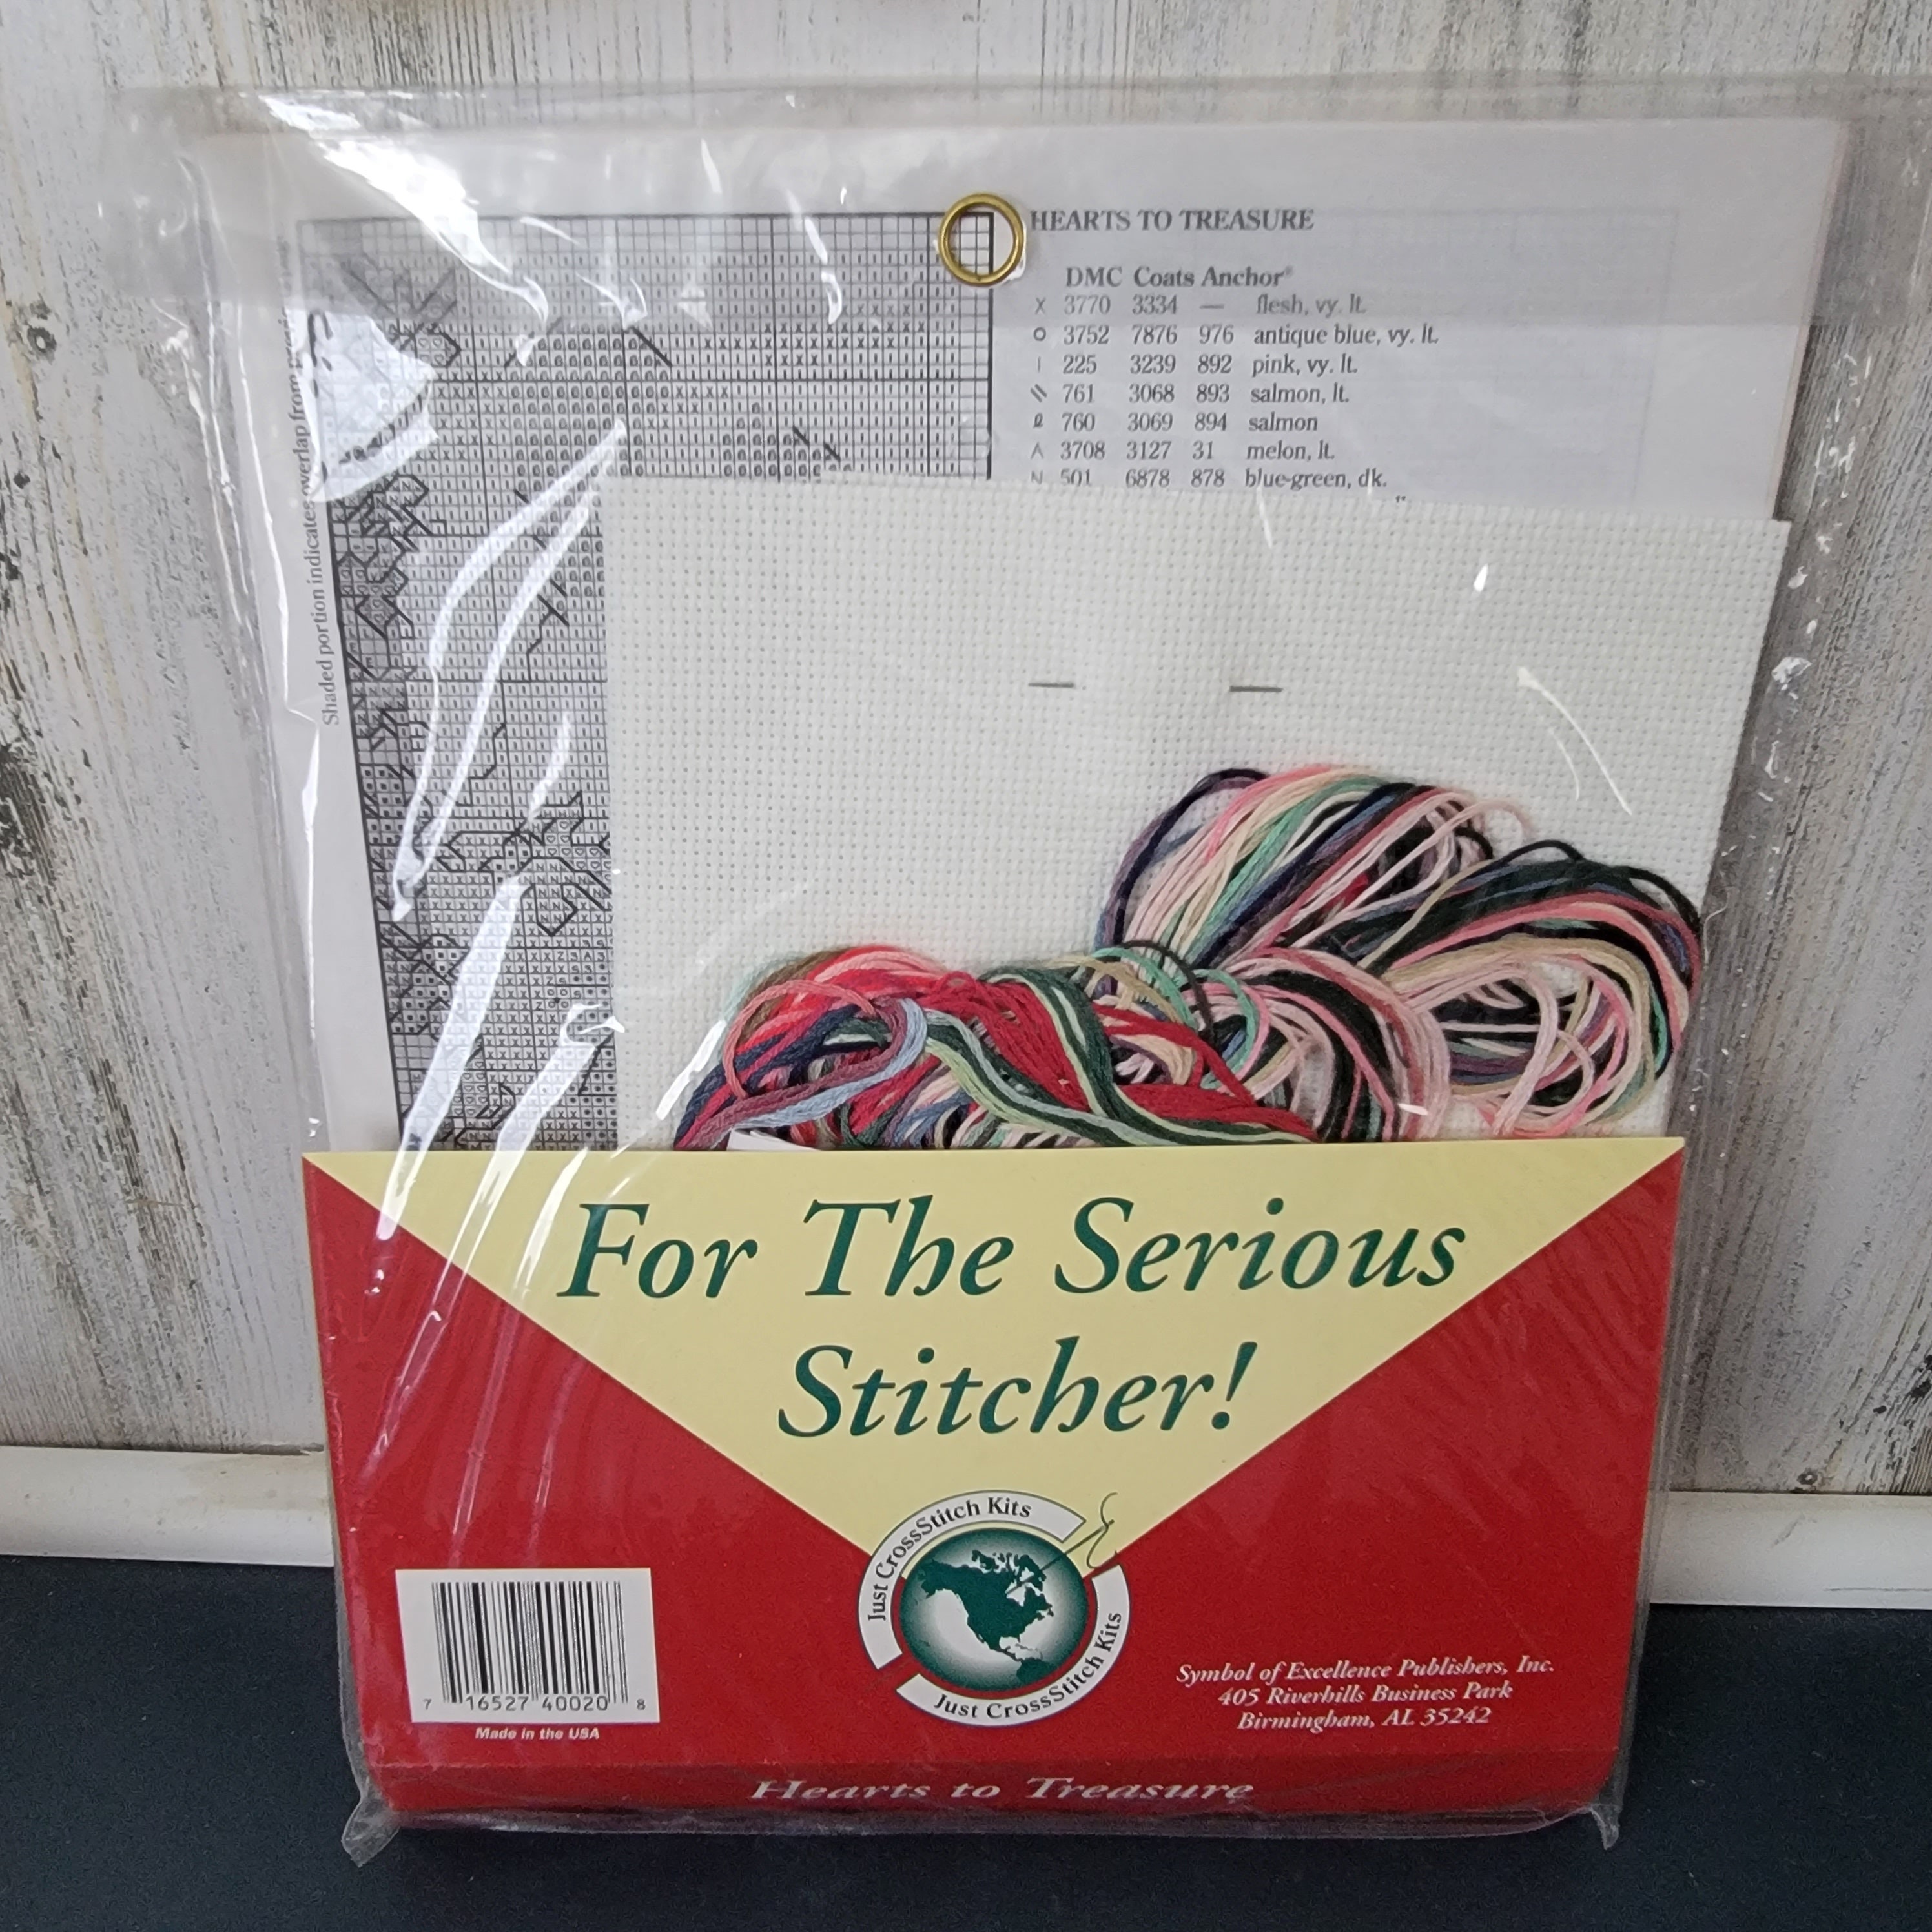 HEARTS TO TREASURE
DMC Coats Anchor®
X 3770 3334 — flesh, vy. lt.
O 3752 7876 976 antique blue, vy. lt.
I 225 3239 892 pink, vy. lt.
\\ 761 3068 893 salmon, lt.
760 3069 894 salmon
^ 3708 3127 31 melon, lt.
N 501 6878 878 blue-green, dk.
Shaded portion indicates overlap from
For The Serious
Stitcher!
Just CrossStitch Kits
Just CrossStitch Kits
7 16527 40020 8
Made in the USA
Symbol of Excellence Publishers, Inc.
405 Riverhills Business Park
Birmingham, AL 35242
Hearts to Treasure